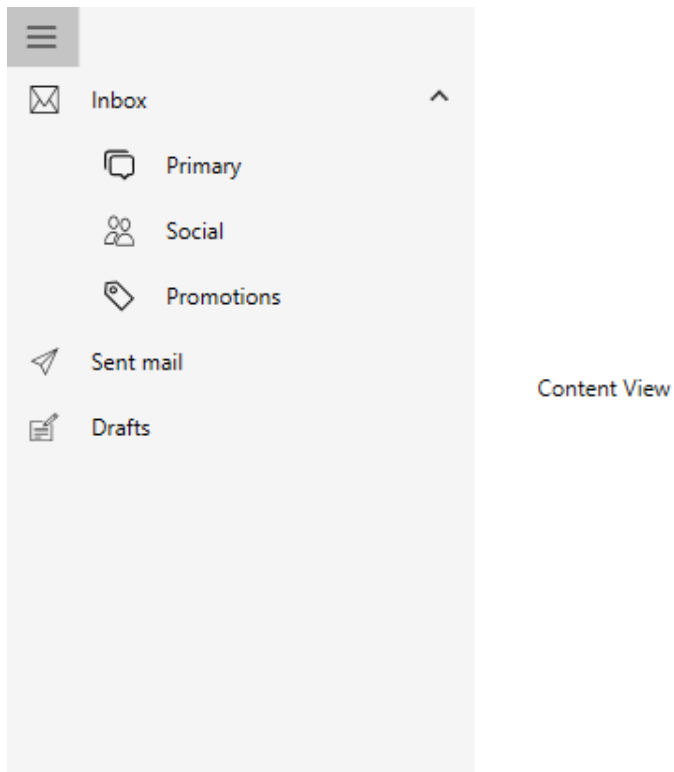 Inbox
Primary
Social
Promotions
Sent mail
Content View
Drafts